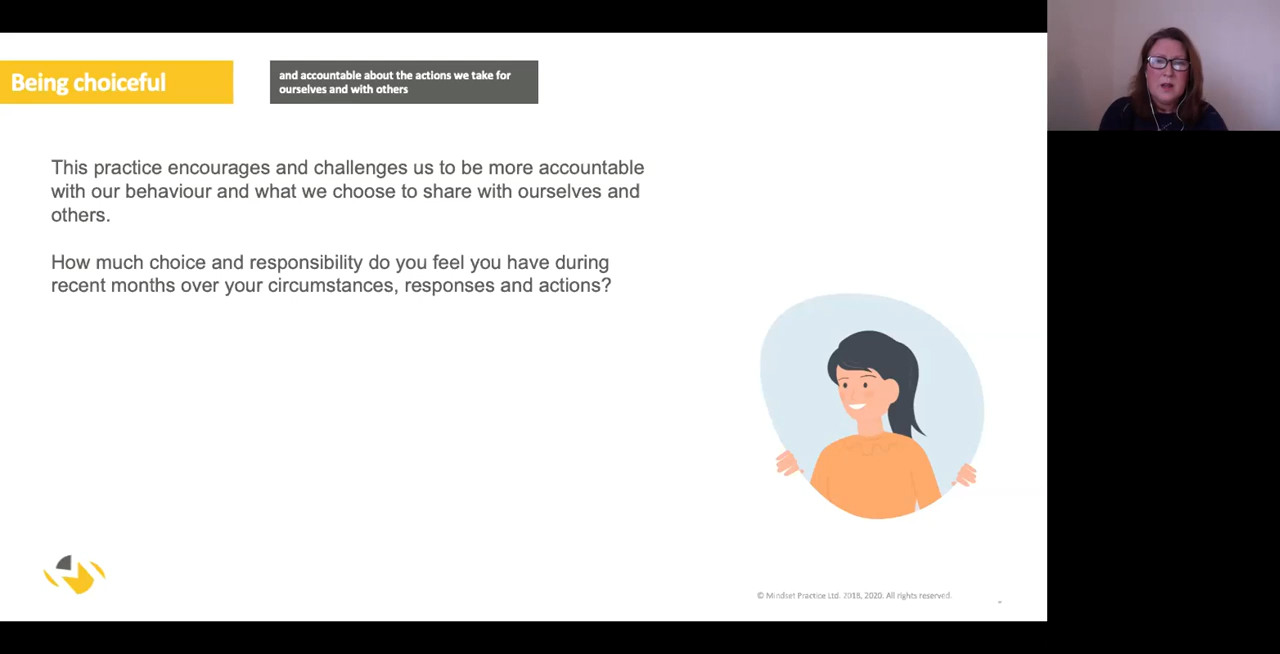 Being choiceful
and accountable about the actions we take for
ourselves and with others
This practice encourages and challenges us to be more accountable
with our behaviour and what we choose to share with ourselves and
others.
How much choice and responsibility do you feel you have during
recent months over your circumstances, responses and actions?
© Mindset Practice Ltd. 2018, 2020. All rights reserved.